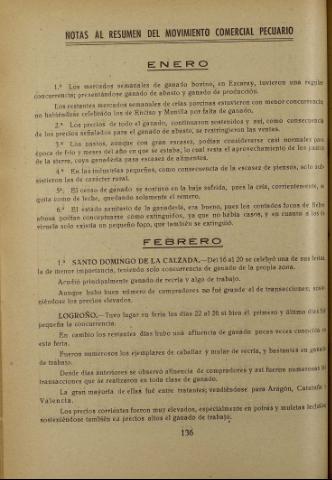 NOTAS AL RESUMEN DEL MOVIMIENTO COMERCIAL PECUARIO
ENERO
1.ª Los mercados semanales de ganado bovino, en Ezcaray, tuvieron una regular
concurrencia; presentándose ganado de abasto y ganado de producción.
Los restantes mercados semanales de crías porcinas estuvieron con menor concurrencia
no habiéndose celebrado los de Enciso y Munilla por falta de ganado.
2.ª Los precios de todo el ganado, continuaron sostenidos y así, como consecuencia
de los precios señalados para el ganado de abasto, se restringieron las ventas.
3.ª Los pastos, aunque con gran escasez, podían considerarse casi normales para
época de frío y meses del año en que se estaba, lo cual resta el aprovechamiento de los pastos
de la sierra, cuya ganadería pasa escasez de alimentos.
4.ª En las industrias pequeñas, como consecuencia de la escasez de piensos, solo sub
sistieron las de carácter rural.
5.ª El censo de ganado se sostuvo en la baja sufrida, pues la cría, corrientemente, a
quita como de leche, quedando solamente el remero.
6.ª El estado sanitario de la ganadería, era bueno, pues los contados focos de fiebre
aftosa podían conceptuarse como extinguidos, ya que no había casos, y en cuanto a los de
viruela solo existía un pequeño foco, que también se extinguió.
FEBRERO
1.ª SANTO DOMINGO DE LA CALZADA.—Del 16 al 20 se celebró una de sus ferias,
la de menor importancia, teniendo solo concurrencia de ganado de la propia zona.
Acudió principalmente ganado de recría y algo de trabajo.
Aunque hubo buen número de compradores no fué grande el de transacciones; soste-
niéndose los precios elevados.
LOGROÑO.—Tuvo lugar su feria los días 22 al 26 si bien el primero y último días fué
pequeña la concurrencia.
En cambio los restantes días hubo una afluencia de ganado pocas veces conocida en
esta feria.
Fueron numerosos los ejemplares de caballar y mular de recría, y bastantes en ganado
de trabajo.
Desde días anteriores se observó afluencia de compradores y así fueron numerosas las
transacciones que se realizaron en todo clase de ganado.
La gran mayoría de ellas fué entre tratantes; vendiéndose para Aragón, Cataluña y
Valencia.
Los precios corrientes fueron muy elevados, especialmente en potras y muletas lechales
sosteniéndose también en precios altos el ganado de trabajo.
136